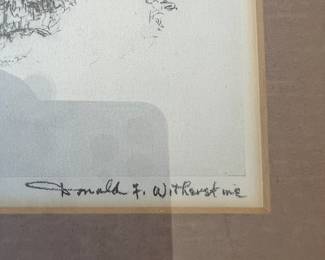 Donald F. Witherstine